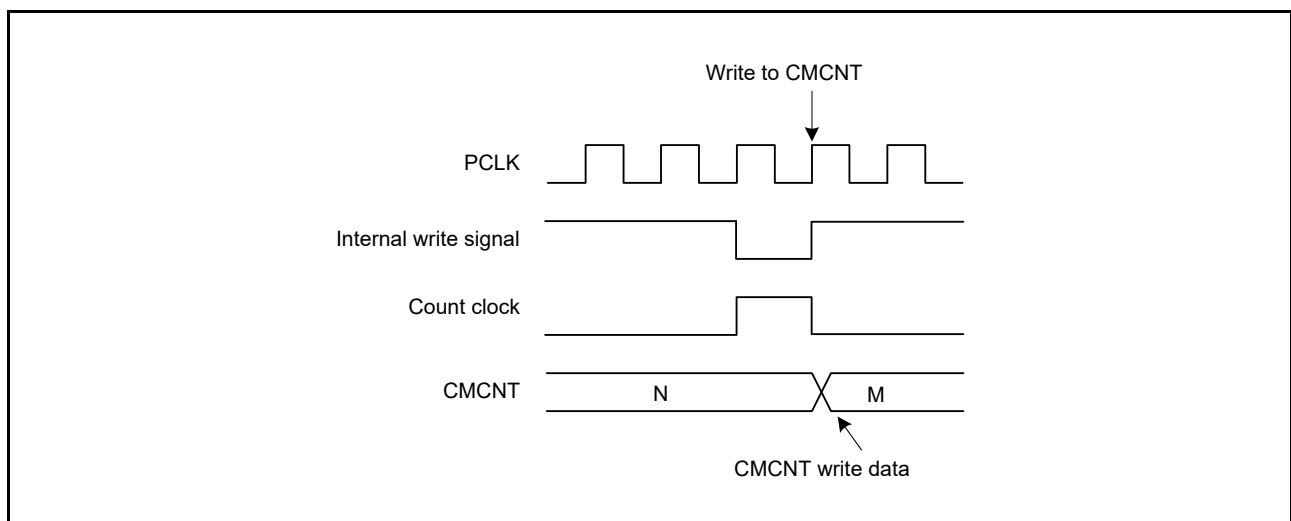 Write to CMCNT
PCLK
Internal write signal
Count clock
CMCNT
N
M
CMCNT write data